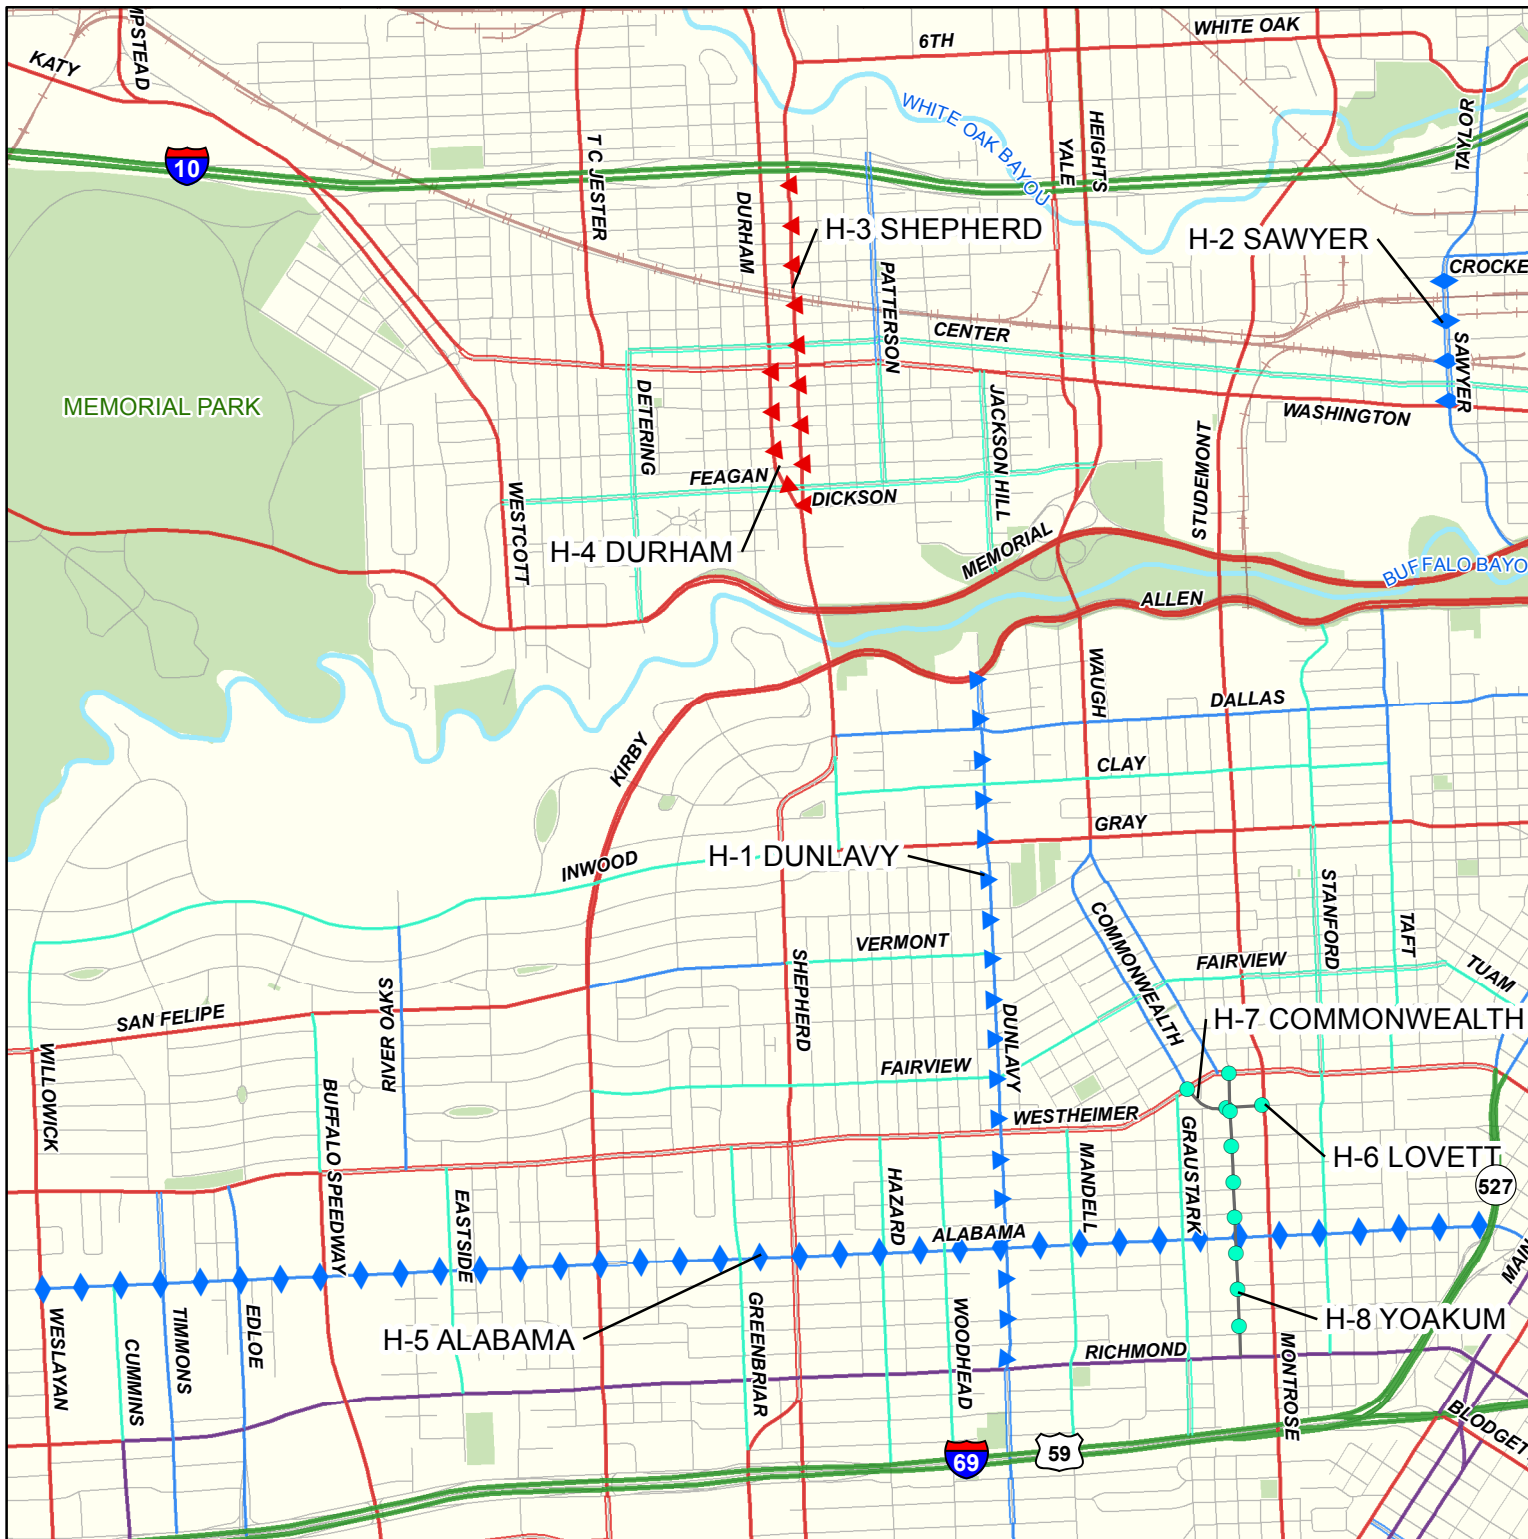 MPSTEAD
KATY
6TH
WHITE OAK
WHITE OAK BAYOU
TAYLOR
10
T C JESTER
DURHAM
YALE
HEIGHTS
H-3 SHEPHERD
H-2 SAWYER
CROCKE
PATTERSON
CENTER
SAWYER
MEMORIAL PARK
DETERING
JACKSON HILL
WASHINGTON
STUDEMONT
FEAGAN
DICKSON
WESTCOTT
H-4 DURHAM
MEMORIAL
BUFFALO BAYO
ALLEN
WAUGH
DALLAS
KIRBY
CLAY
GRAY
INWOOD
H-1 DUNLAVY
STANFORD
TAFT
COMMONWEALTH
VERMONT
FAIRVIEW
TUAM
SHEPHERD
RIVER OAKS
SAN FELIPE
DUNLAVY
H-7 COMMONWEALTH
WILLOWICK
BUFFALO SPEEDWAY
FAIRVIEW
WESTHEIMER
GRAUSTARK
H-6 LOVETT
EASTSIDE
HAZARD
MANDELL
527
ALABAMA
MAIN
WESLAYAN
CUMMINS
TIMMONS
EDLOE
H-5 ALABAMA
GREENBRIAR
WOODHEAD
RICHMOND
H-8 YOAKUM
MONTROSE
BLODGET
69
59